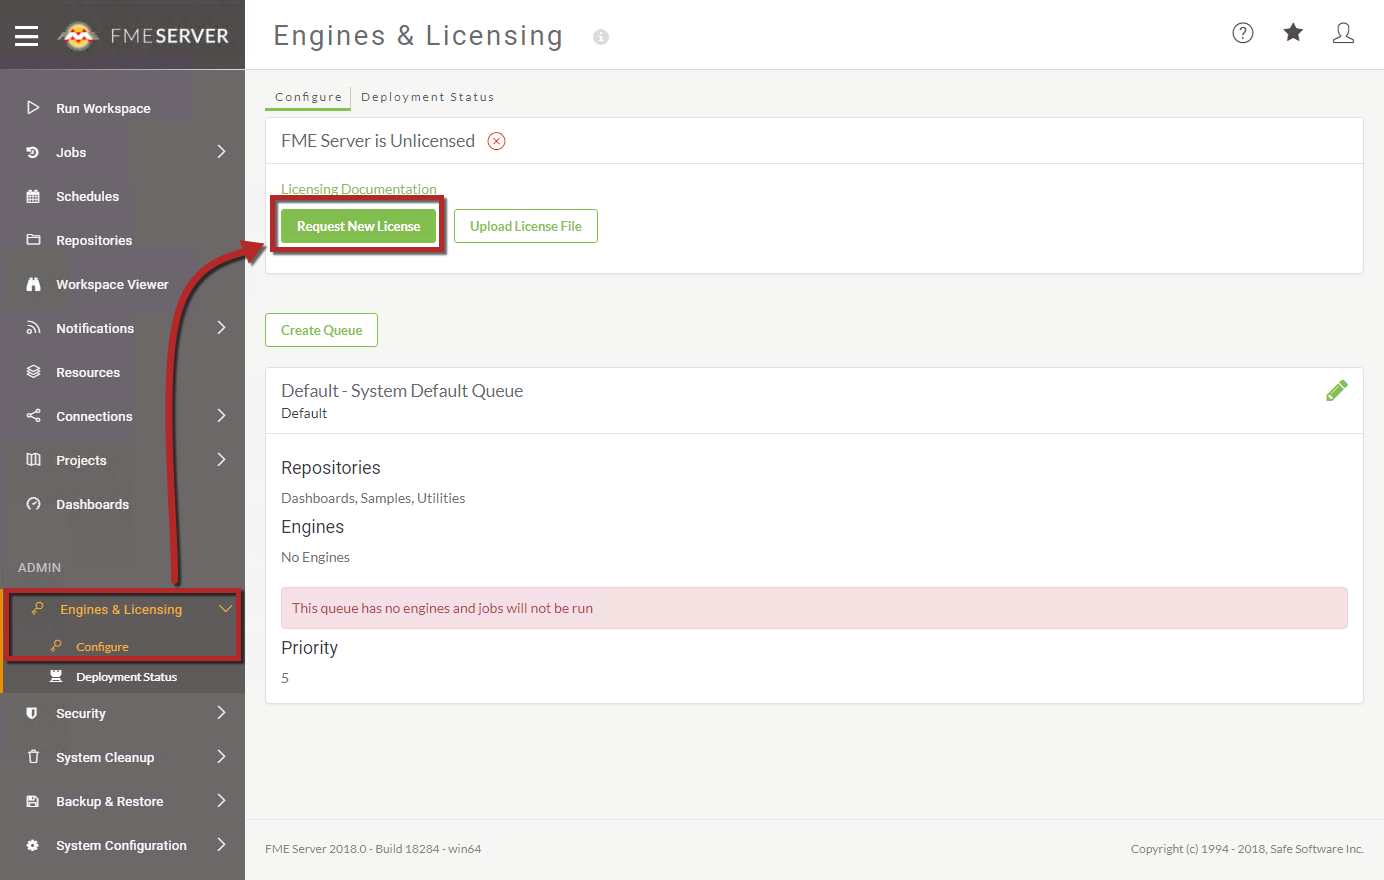 FMESERVER
Engines & Licensing
Run Workspace
Jobs
Schedules
Repositories
Workspace Viewer
Notifications
Resources
Connections
Projects
Dashboards
ADMIN
Engines & Licensing
Configure
Deployment Status
Security
System Cleanup
Backup & Restore
System Configuration
Configure
Deployment Status
FME Server is Unlicensed
Licensing Documentation
Request New License
Upload License File
Create Queue
Default - System Default Queue
Default
Repositories
Dashboards, Samples, Utilities
Engines
No Engines
This queue has no engines and jobs will not be run
Priority
5
FME Server 2018.0 - Build 18284 - win64
Copyright (c) 1994 - 2018, Safe Software Inc.